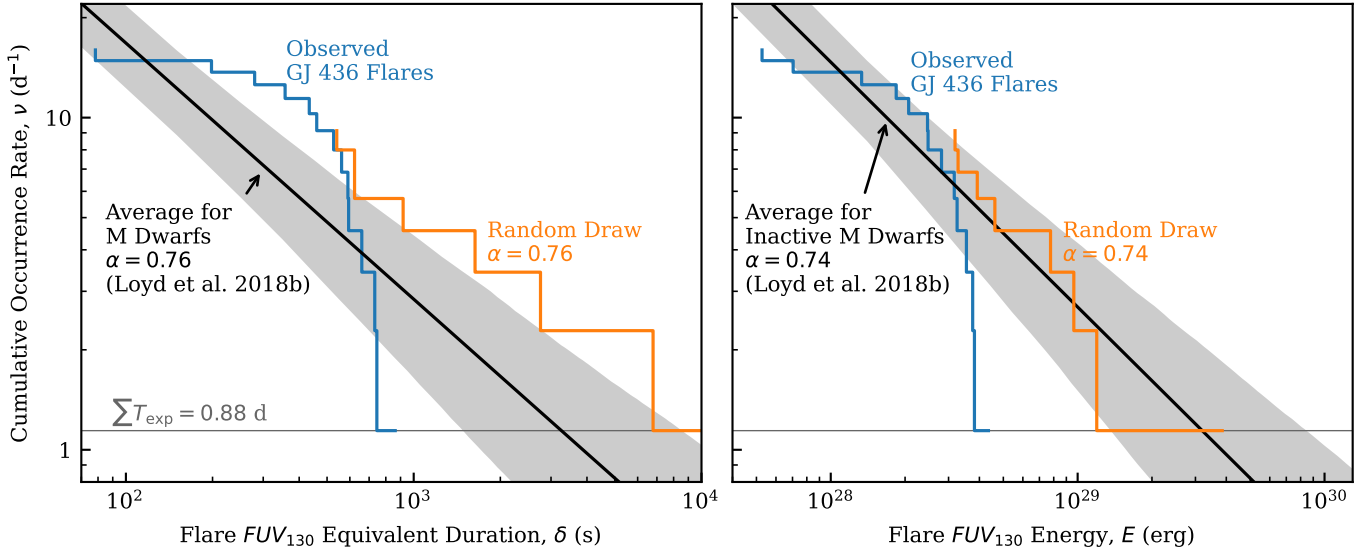 Cumulative Occurrence Rate, ν (d⁻¹)
10
1
Observed
GJ 436 Flares
Average for
M Dwarfs
α = 0.76
(Loyd et al. 2018b)
Random Draw
α = 0.76
∑T_exp = 0.88 d
10²
10³
10⁴
Flare FUV₁₃₀ Equivalent Duration, δ (s)
Observed
GJ 436 Flares
Average for
Inactive M Dwarfs
α = 0.74
(Loyd et al. 2018b)
Random Draw
α = 0.74
10²⁸
10²⁹
10³⁰
Flare FUV₁₃₀ Energy, E (erg)